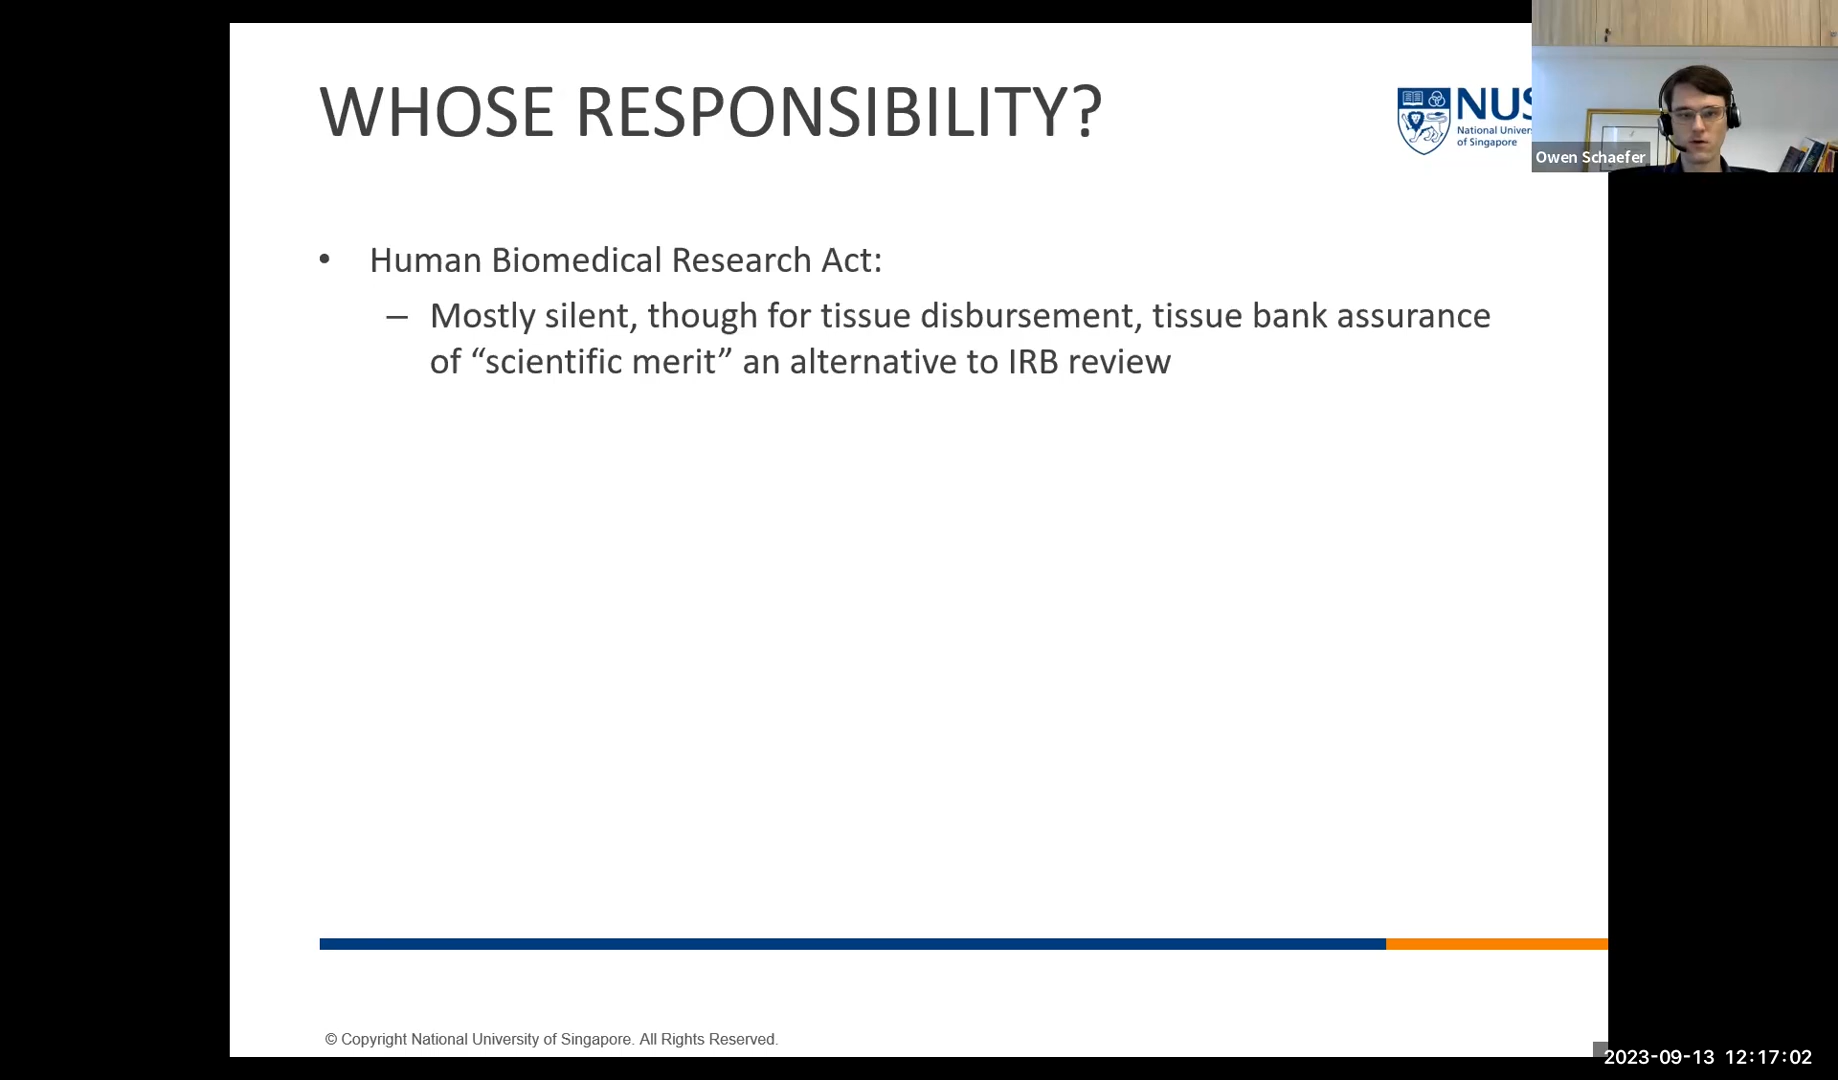 WHOSE RESPONSIBILITY?
NUS
National Univer
of Singapore
Owen Schaefer
• Human Biomedical Research Act:
– Mostly silent, though for tissue disbursement, tissue bank assurance
of “scientific merit” an alternative to IRB review
© Copyright National University of Singapore. All Rights Reserved.
2023-09-13 12:17:02